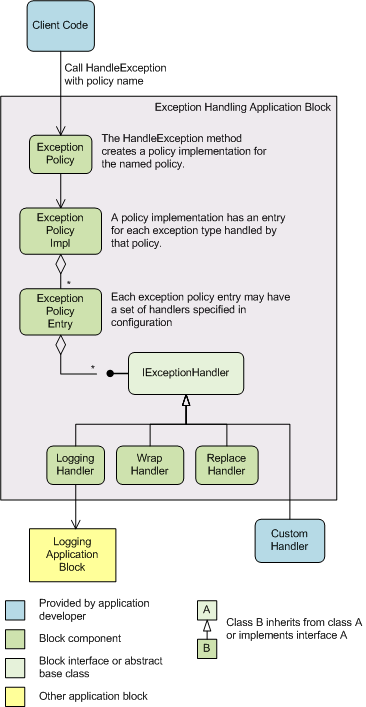 Client Code
Call HandleException
with policy name
Exception Handling Application Block
Exception
Policy
The HandleException method
creates a policy implementation for
the named policy.
Exception
Policy
Impl
A policy implementation has an entry
for each exception type handled by
that policy.
*
Exception
Policy
Entry
Each exception policy entry may have
a set of handlers specified in
configuration
*
IExceptionHandler
Logging
Handler
Wrap
Handler
Replace
Handler
Logging
Application
Block
Custom
Handler
Provided by application
developer
Block component
Block interface or abstract
base class
Other application block
A
B
Class B inherits from class A
or implements interface A